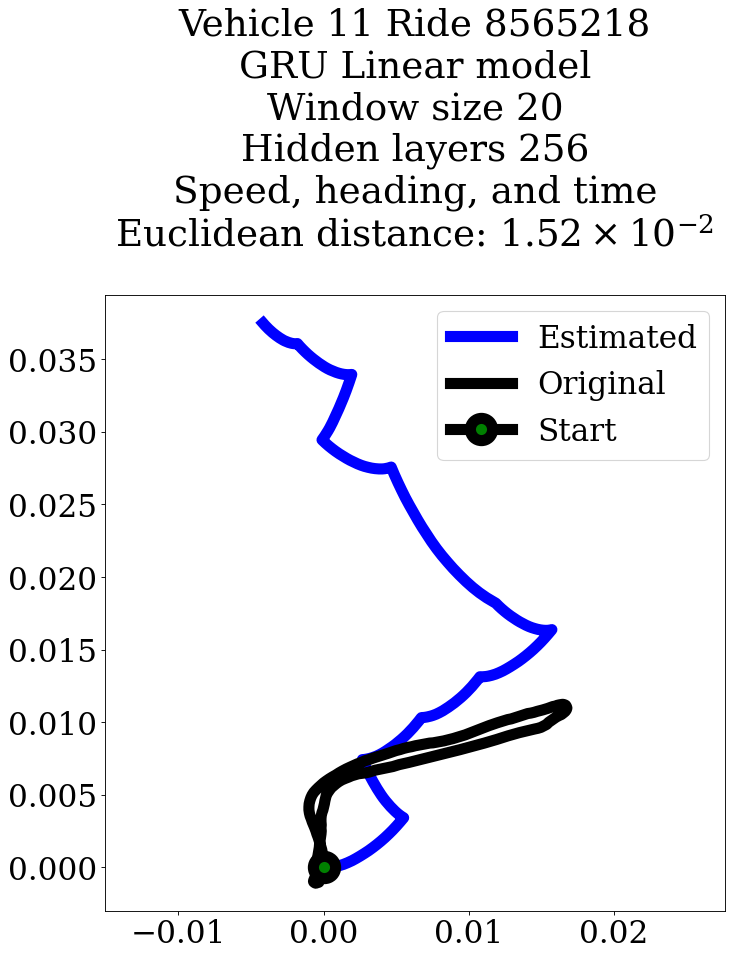 Vehicle 11 Ride 8565218
GRU Linear model
Window size 20
Hidden layers 256
Speed, heading, and time
Euclidean distance: 1.52 × 10⁻²
Estimated
Original
Start
0.035
0.030
0.025
0.020
0.015
0.010
0.005
0.000
−0.01 0.00 0.01 0.02